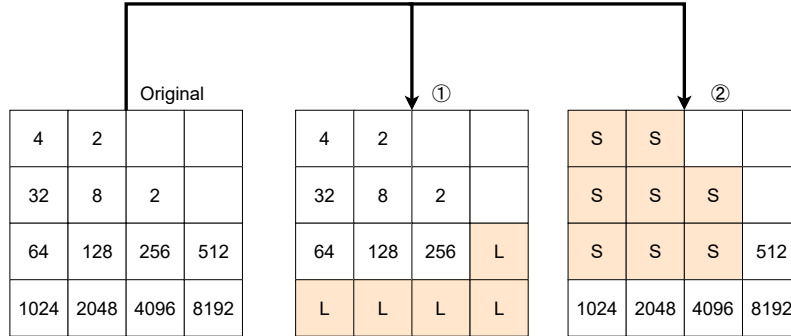 Original ① ②
4 2 4 2 S S
32 8 2 32 8 2 S S S
64 128 256 512 64 128 256 L S S S 512
1024 2048 4096 8192 L L L L 1024 2048 4096 8192